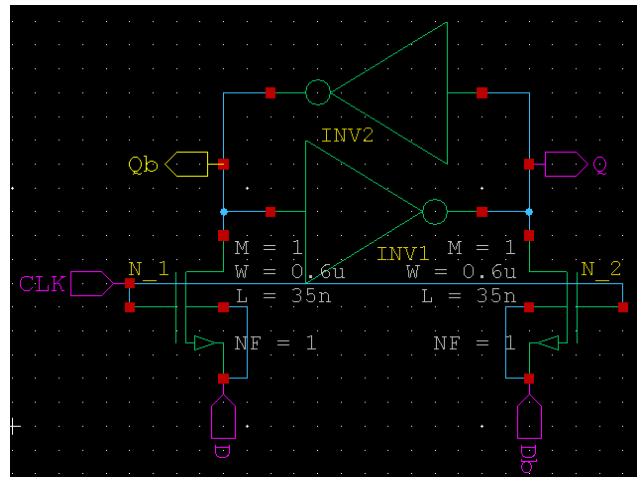 INV2
Qb
Q
INV1
M = 1
M = 1
N_1
W = 0.6u
W = 0.6u
N_2
CLK
L = 35n
L = 35n
NF = 1
NF = 1
D
Db